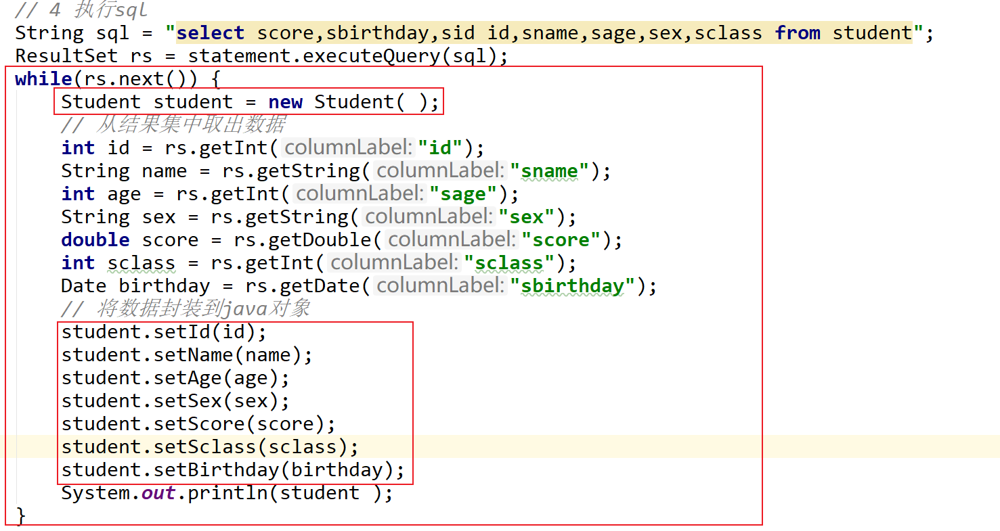 // 4 执行sql
String sql = "select score,sbirthday,sid id,sname,sage,sex,sclass from student";
ResultSet rs = statement.executeQuery(sql);
while(rs.next()) {
Student student = new Student( );
// 从结果集中取出数据
int id = rs.getInt( columnLabel: "id");
String name = rs.getString( columnLabel: "sname");
int age = rs.getInt( columnLabel: "sage");
String sex = rs.getString( columnLabel: "sex");
double score = rs.getDouble( columnLabel: "score");
int sclass = rs.getInt( columnLabel: "sclass");
Date birthday = rs.getDate( columnLabel: "sbirthday");
// 将数据封装到java对象
student.setId(id);
student.setName(name);
student.setAge(age);
student.setSex(sex);
student.setScore(score);
student.setSclass(sclass);
student.setBirthday(birthday);
System.out.println(student );
}